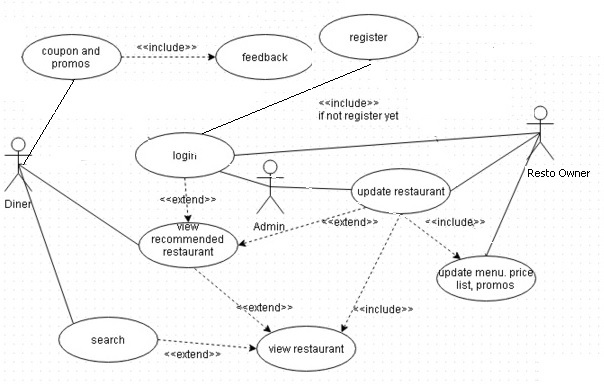 coupon and
promos
<<include>>
feedback
register
<<include>>
if not register yet
login
Resto Owner
Diner
<<extend>>
Admin
update restaurant
view
recommended
restaurant
<<extend>>
<<include>>
update menu. price
list, promos
<<extend>>
<<include>>
search
<<extend>>
view restaurant